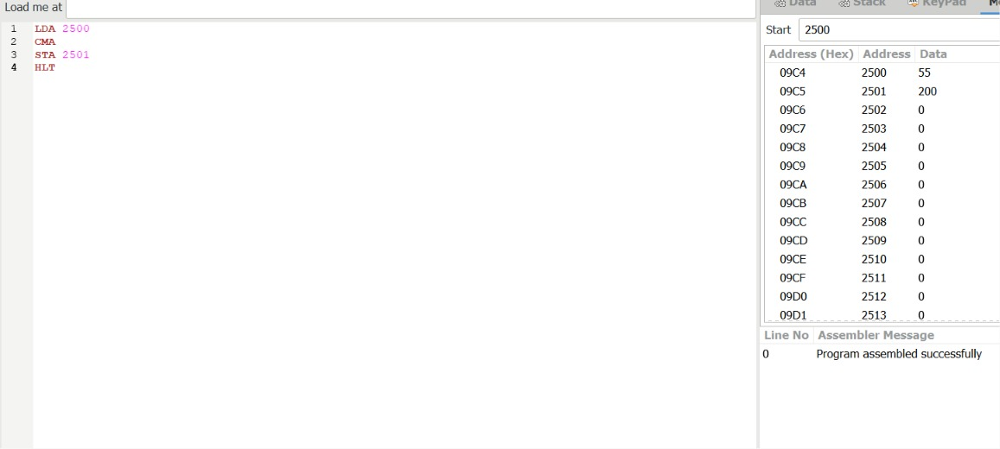 Load me at
1 LDA 2500
2 CMA
3 STA 2501
4 HLT
Data Stack KeyPad
Start 2500
Address (Hex) Address Data
09C4 2500 55
09C5 2501 200
09C6 2502 0
09C7 2503 0
09C8 2504 0
09C9 2505 0
09CA 2506 0
09CB 2507 0
09CC 2508 0
09CD 2509 0
09CE 2510 0
09CF 2511 0
09D0 2512 0
09D1 2513 0
Line No Assembler Message
0 Program assembled successfully